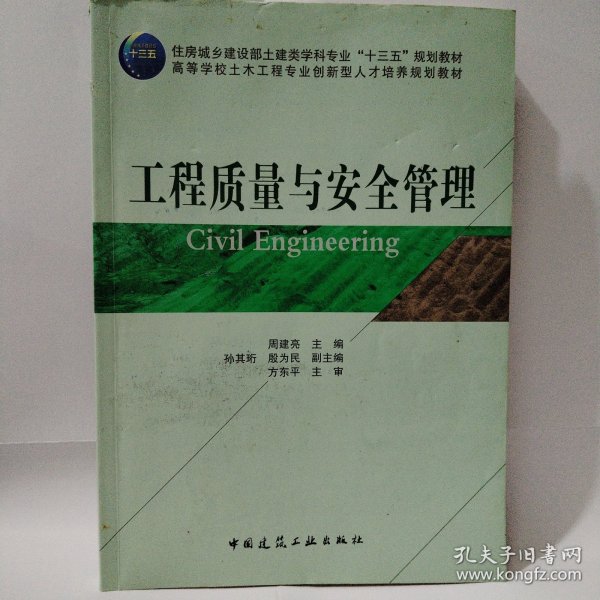 十三五
住房城乡建设部土建类学科专业“十三五”规划教材
高等学校土木工程专业创新型人才培养规划教材
工程质量与安全管理
Civil Engineering
周建亮 主 编
孙其珩 殷为民 副主编
方东平 主 审
中国建筑工业出版社
孔夫子旧书网
www.kongfz.com